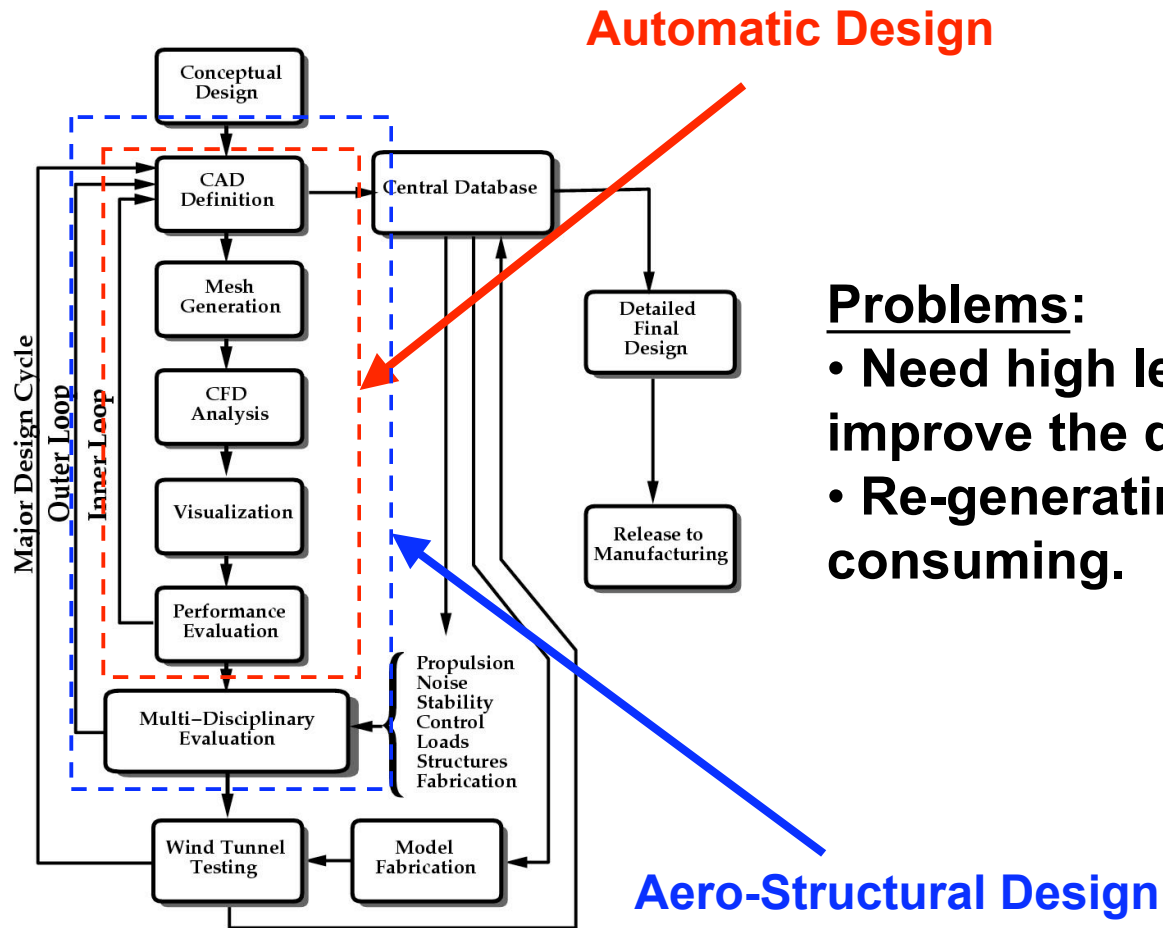 Automatic Design
Conceptual
Design
CAD
Definition
Central Database
Mesh
Generation
Detailed
Final
Design
Problems:
• Need high le
improve the d
• Re-generatin
consuming.
CFD
Analysis
Major Design Cycle
Outer Loop
Inner Loop
Visualization
Release to
Manufacturing
Performance
Evaluation
Propulsion
Noise
Stability
Control
Loads
Structures
Fabrication
Multi–Disciplinary
Evaluation
Wind Tunnel
Testing
Model
Fabrication
Aero-Structural Design